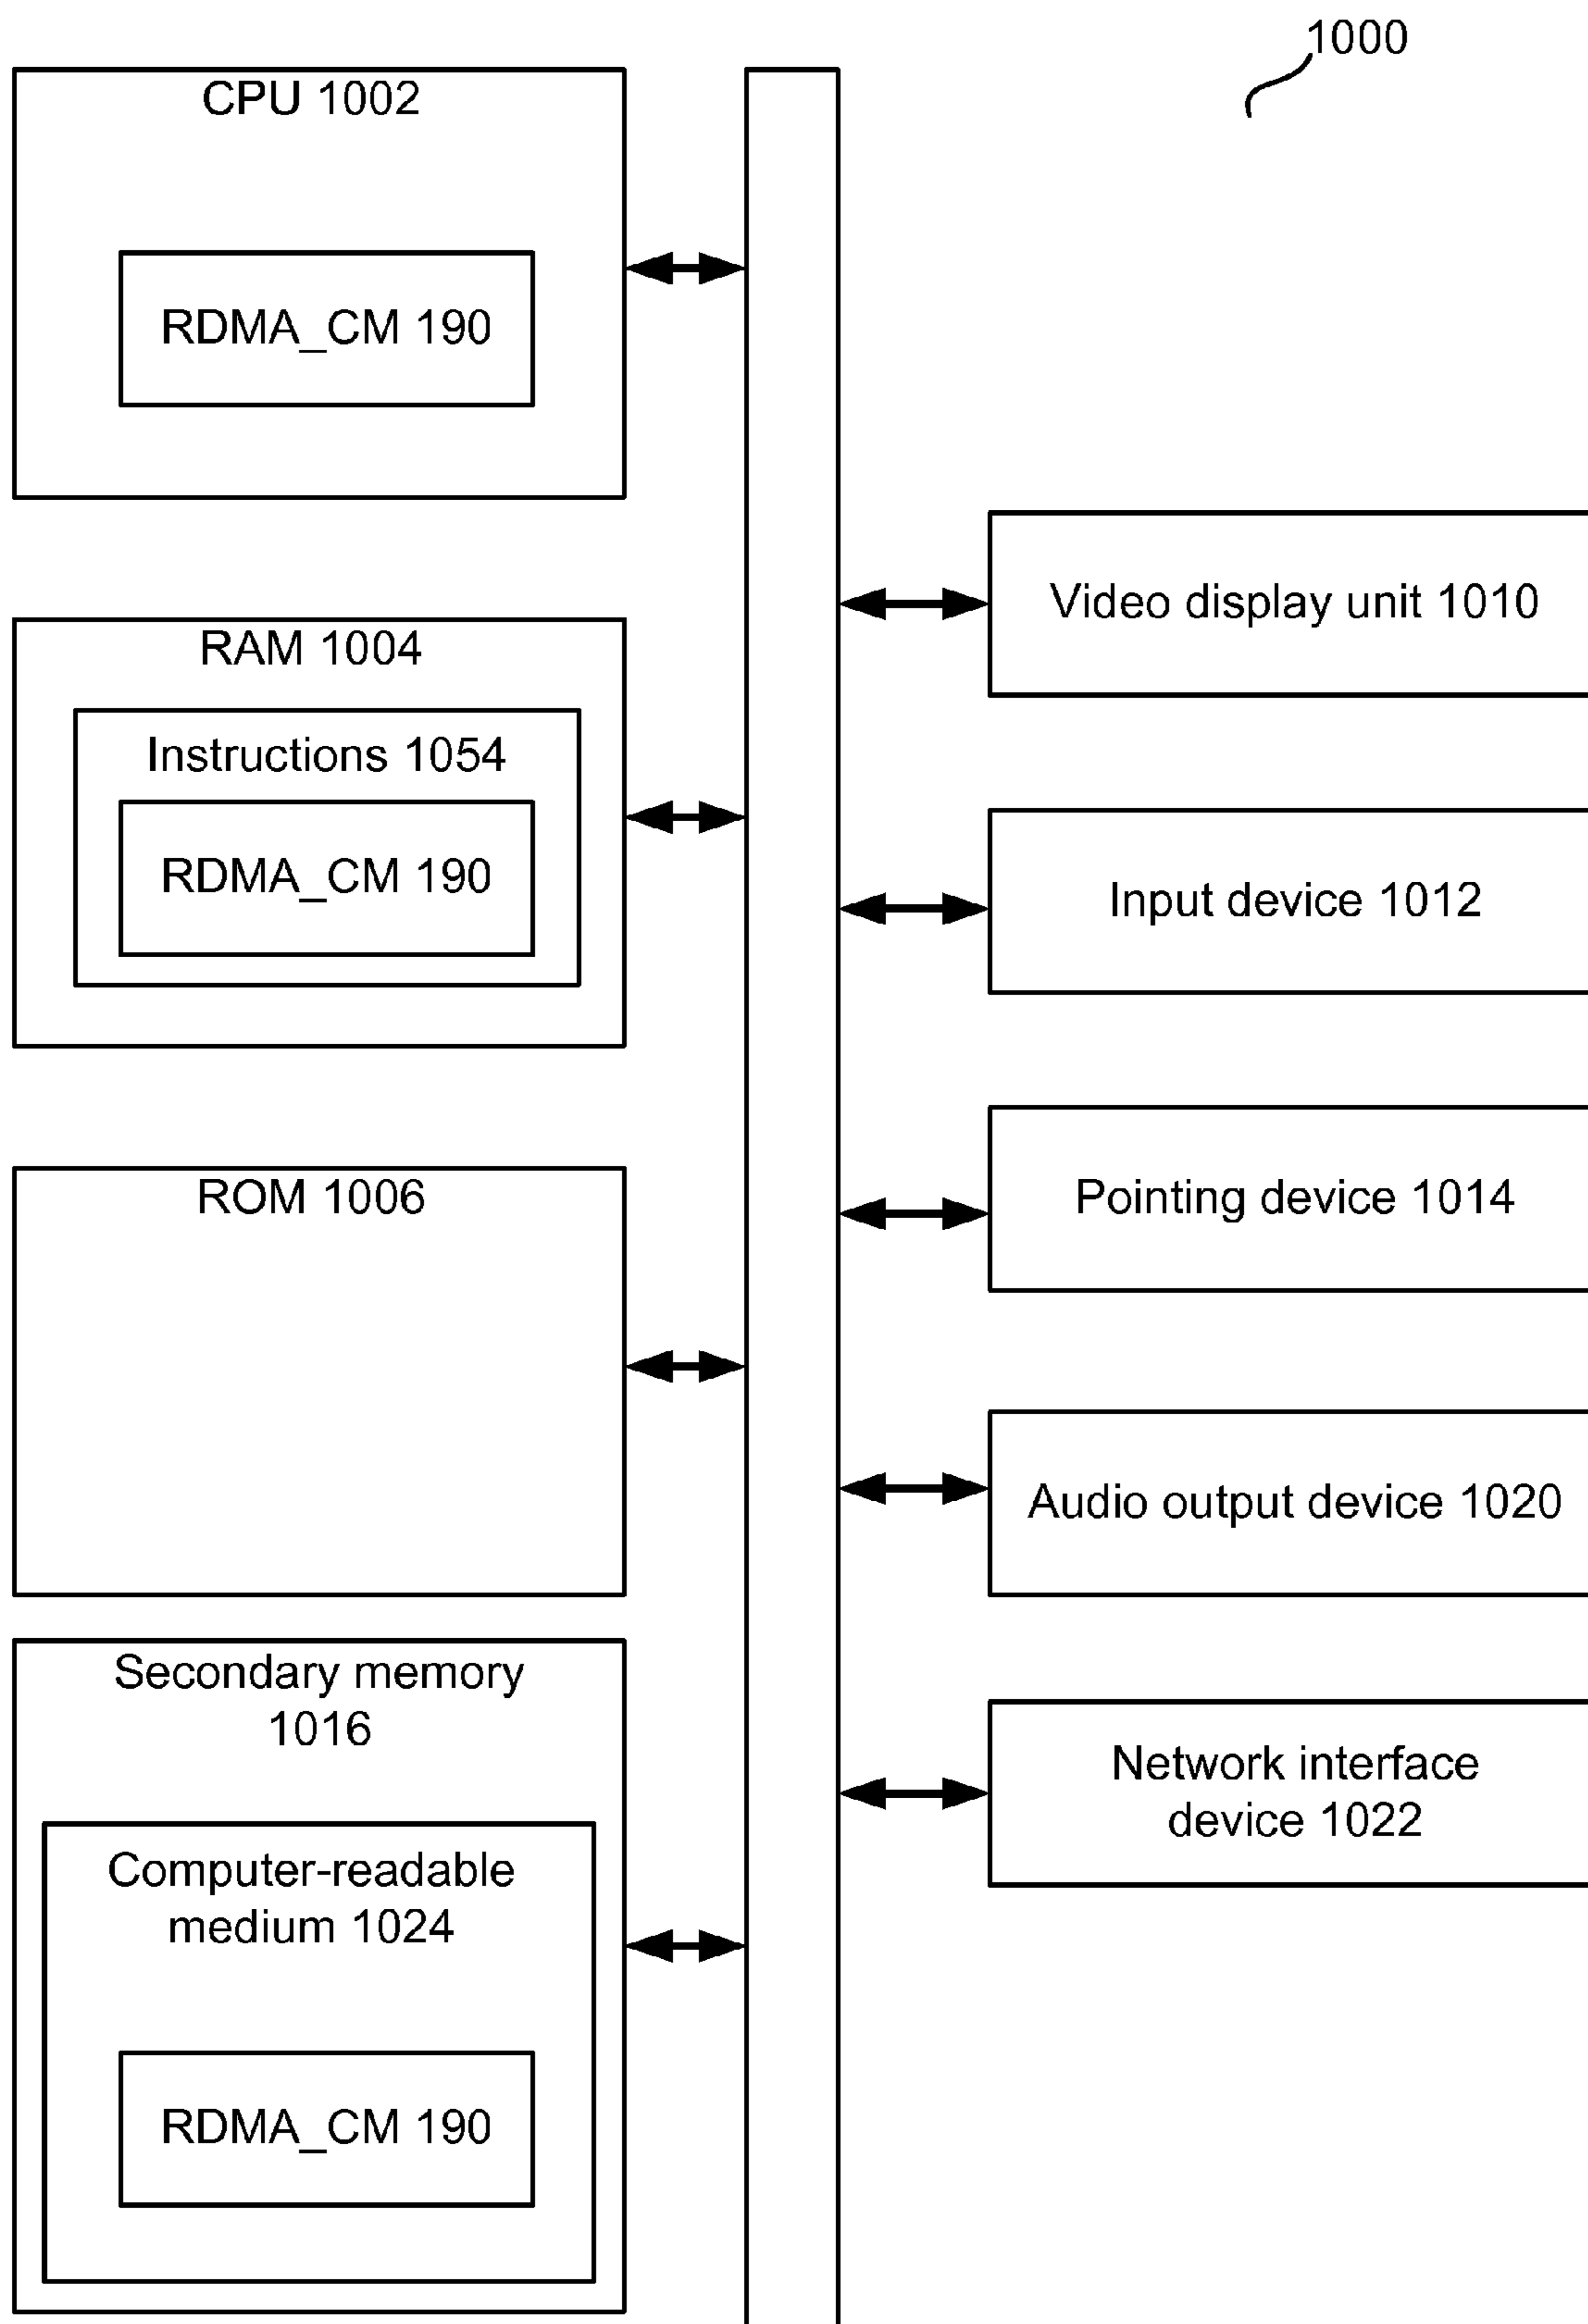 1000
CPU 1002
RDMA_CM 190
RAM 1004
Instructions 1054
RDMA_CM 190
ROM 1006
Secondary memory
1016
Computer-readable
medium 1024
RDMA_CM 190
Video display unit 1010
Input device 1012
Pointing device 1014
Audio output device 1020
Network interface
device 1022